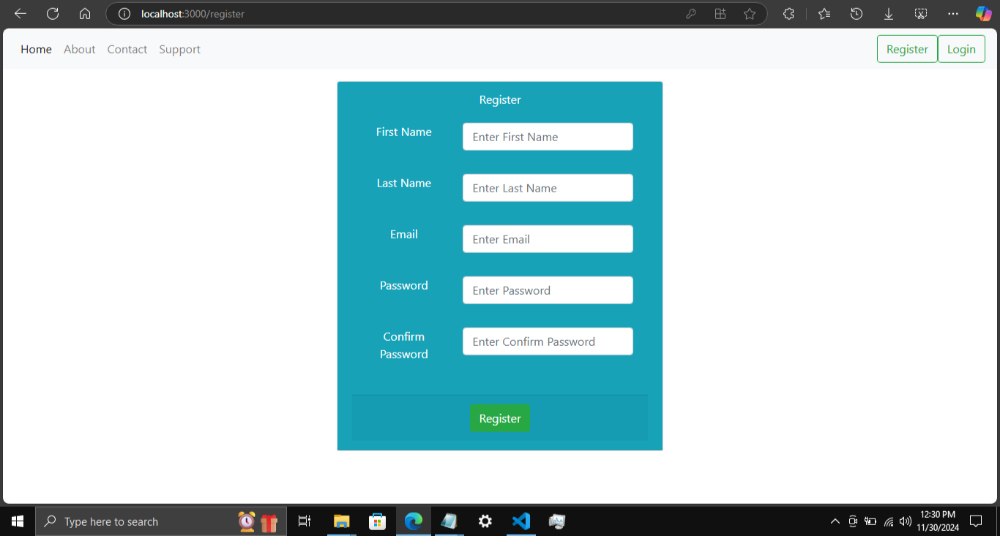 localhost:3000/register
Home About Contact Support Register Login
Register
First Name Enter First Name
Last Name Enter Last Name
Email Enter Email
Password Enter Password
Confirm Password Enter Confirm Password
Register
Type here to search
12:30 PM
11/30/2024